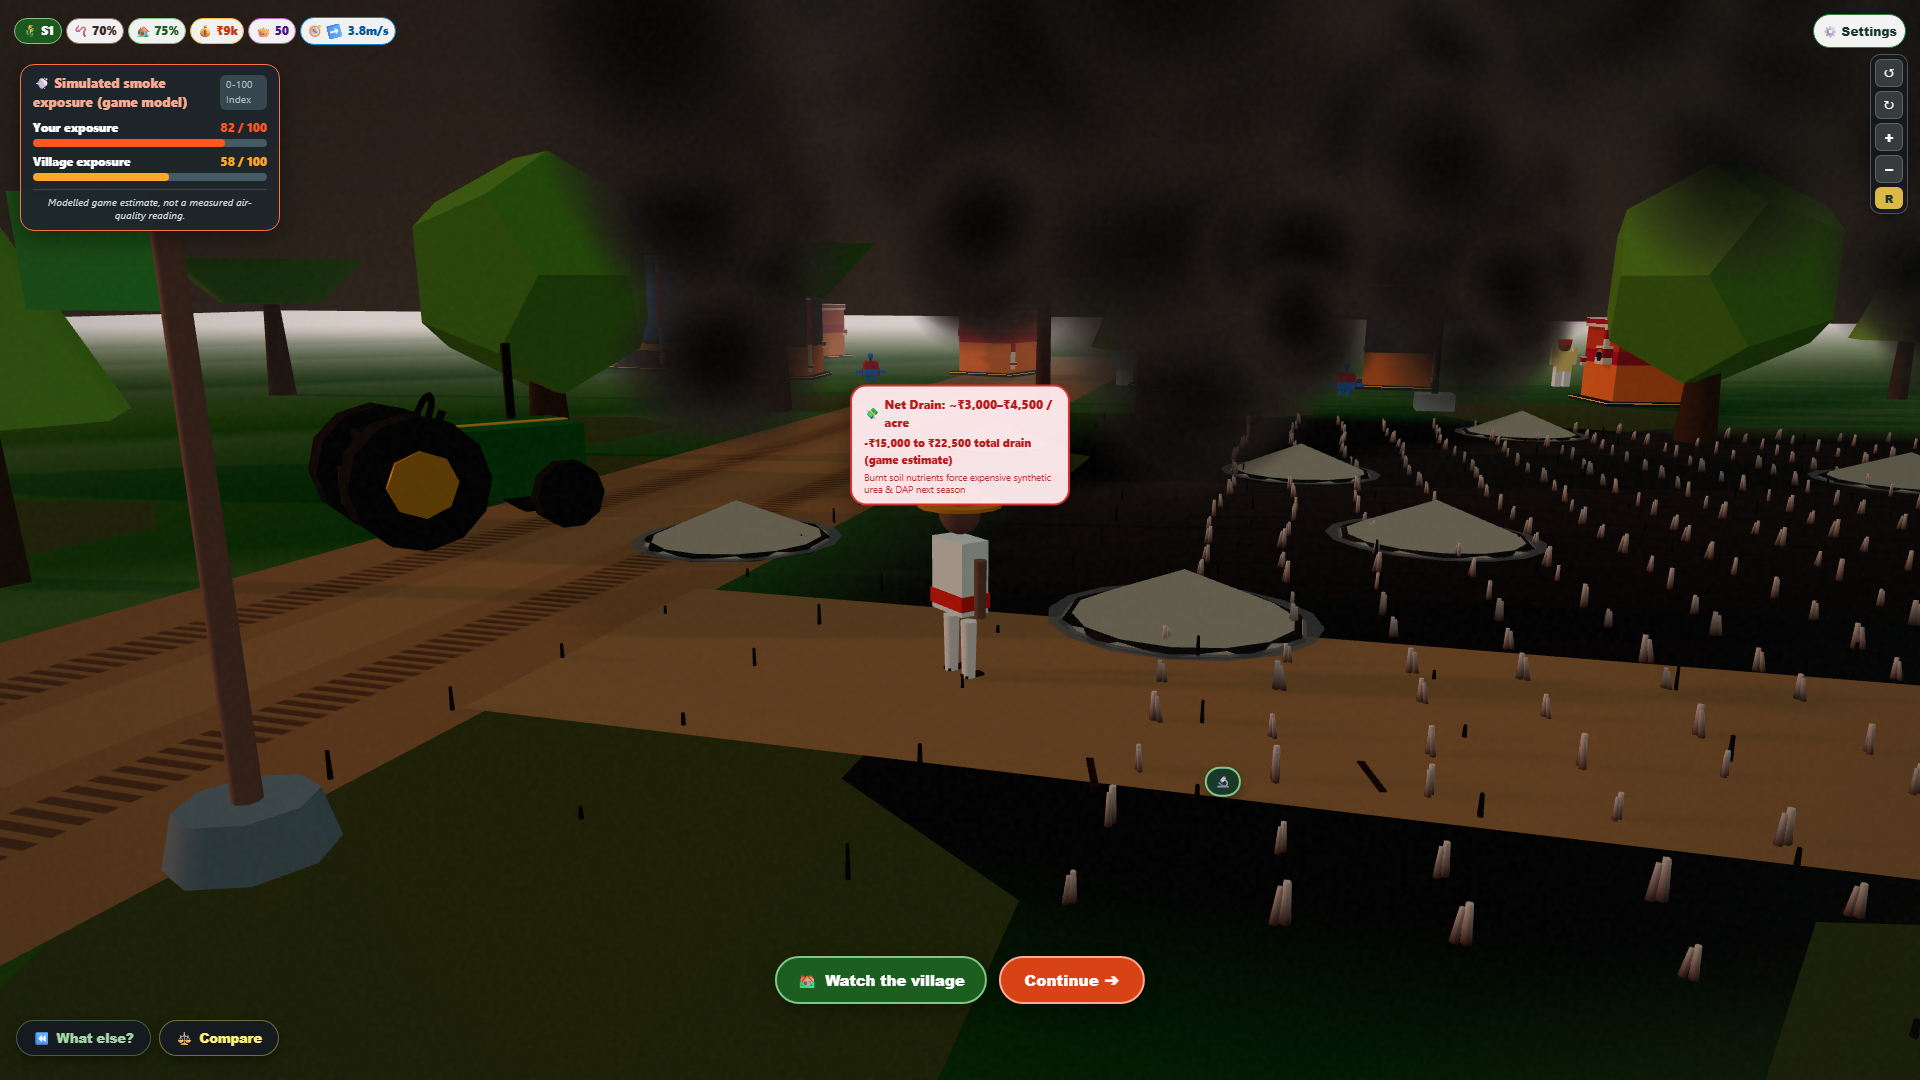 S1 70% 75% ₹9k 50 3.8m/s
Settings
Simulated smoke
exposure (game model)
0-100
Index
Your exposure 82 / 100
Village exposure 58 / 100
Modelled game estimate, not a measured air-
quality reading.
↺
↻
+
−
R
Net Drain: ~₹3,000–₹4,500 /
acre
-₹15,000 to ₹22,500 total drain
(game estimate)
Burnt soil nutrients force expensive synthetic
urea & DAP next season
Watch the village
Continue ➔
What else?
Compare